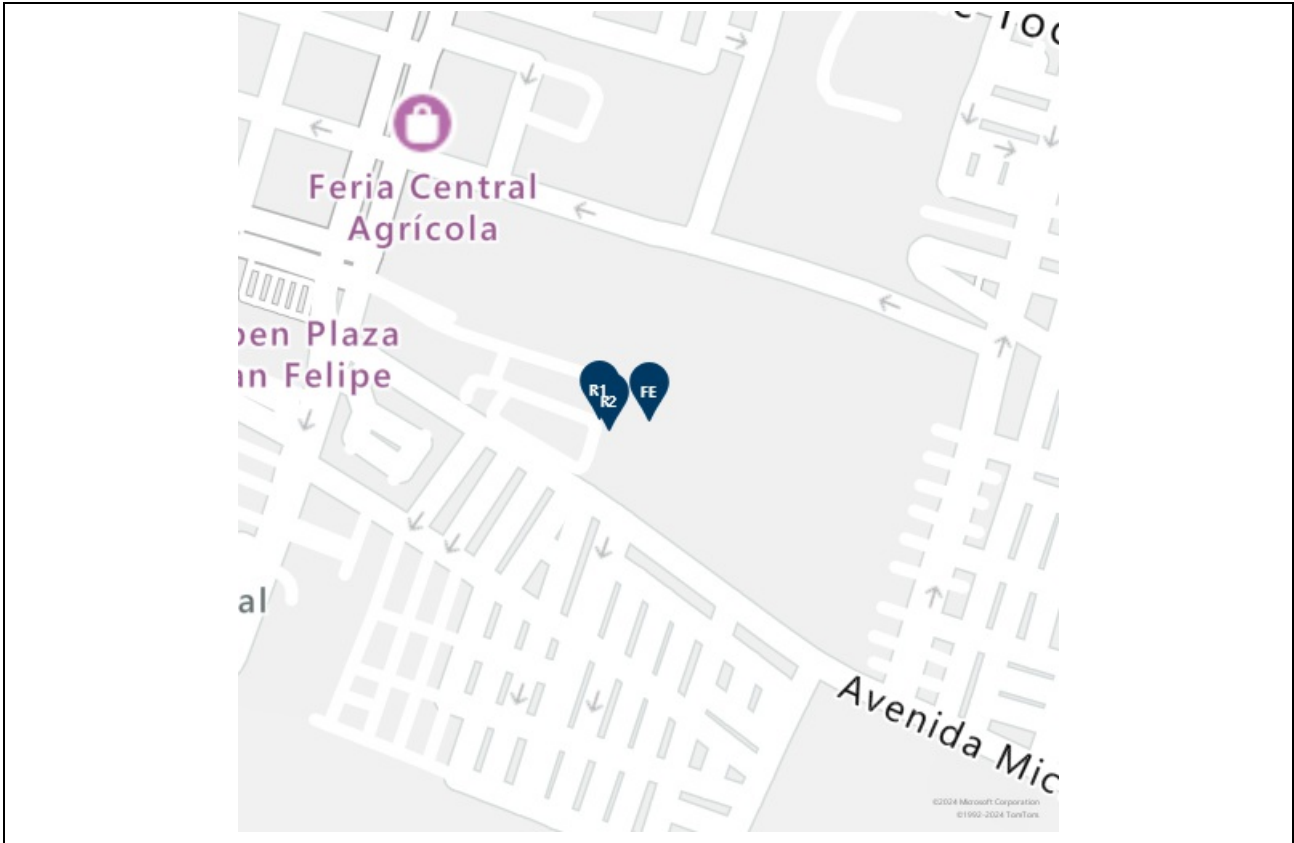 Feria Central
Agrícola
pen Plaza
an Felipe
R1
R2
FE
al
Avenida Mic
©2024 Microsoft Corporation
©1992-2024 TomTom